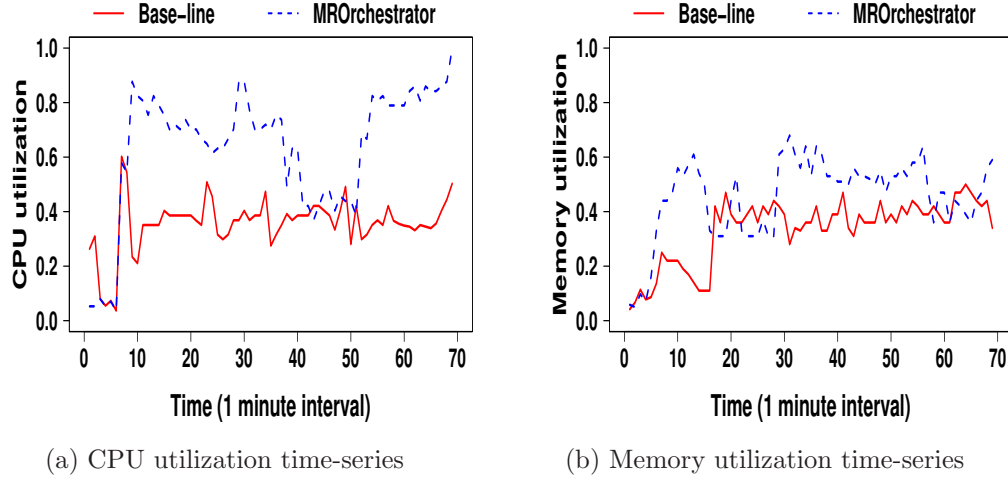 Base-line MROrchestrator
CPU utilization
1.0
0.8
0.6
0.4
0.2
0.0
0 10 20 30 40 50 60 70
Time (1 minute interval)
(a) CPU utilization time-series
Base-line MROrchestrator
Memory utilization
1.0
0.8
0.6
0.4
0.2
0.0
0 10 20 30 40 50 60 70
Time (1 minute interval)
(b) Memory utilization time-series